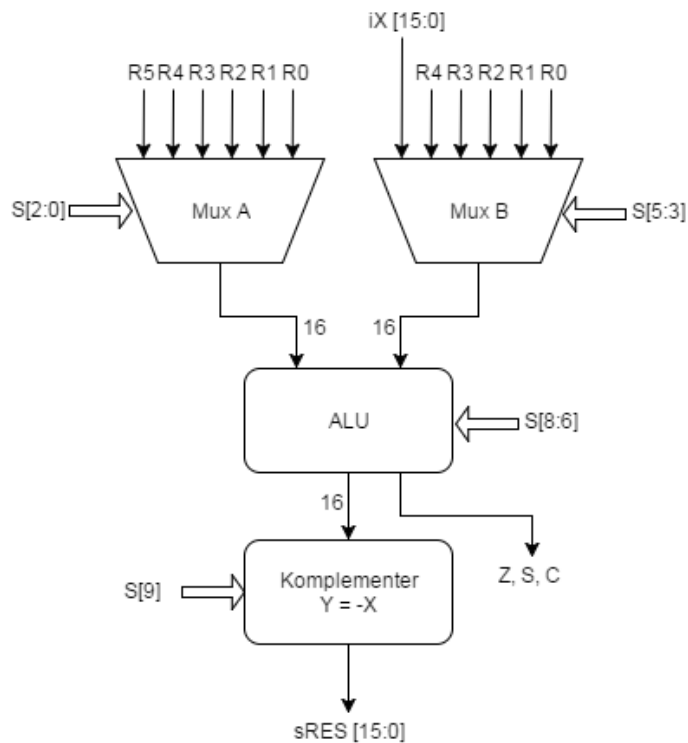 iX [15:0]
R5 R4 R3 R2 R1 R0
R4 R3 R2 R1 R0
S[2:0]
Mux A
Mux B
S[5:3]
16
16
ALU
S[8:6]
16
Z, S, C
S[9]
Komplementer
Y = -X
sRES [15:0]